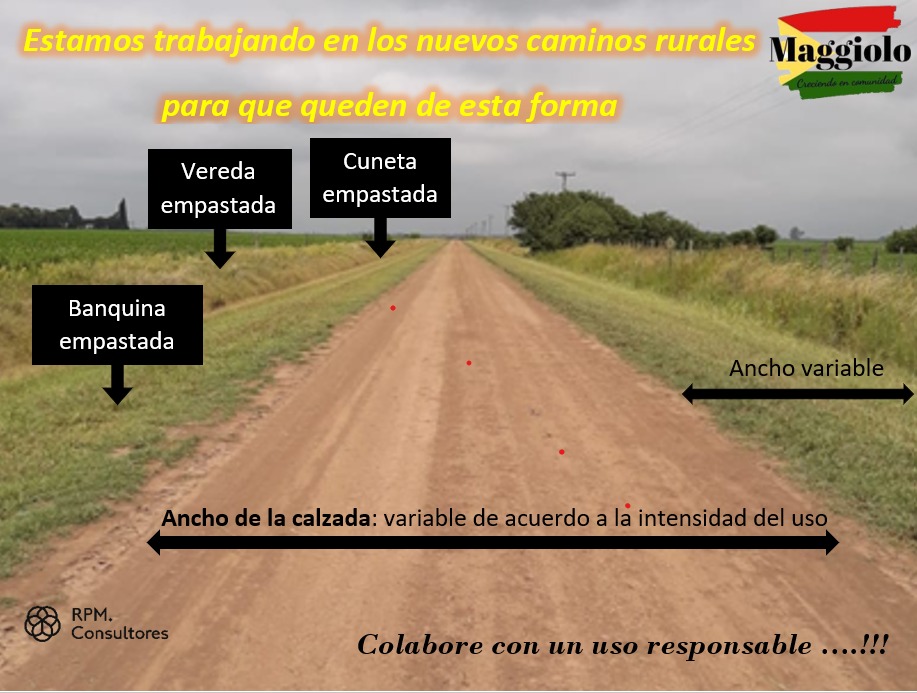 Estamos trabajando en los nuevos caminos rurales
para que queden de esta forma
Maggiolo
Creciendo en comunidad
Vereda
empastada
Cuneta
empastada
Banquina
empastada
Ancho variable
Ancho de la calzada: variable de acuerdo a la intensidad del uso
RPM.
Consultores
Colabore con un uso responsable ....!!!